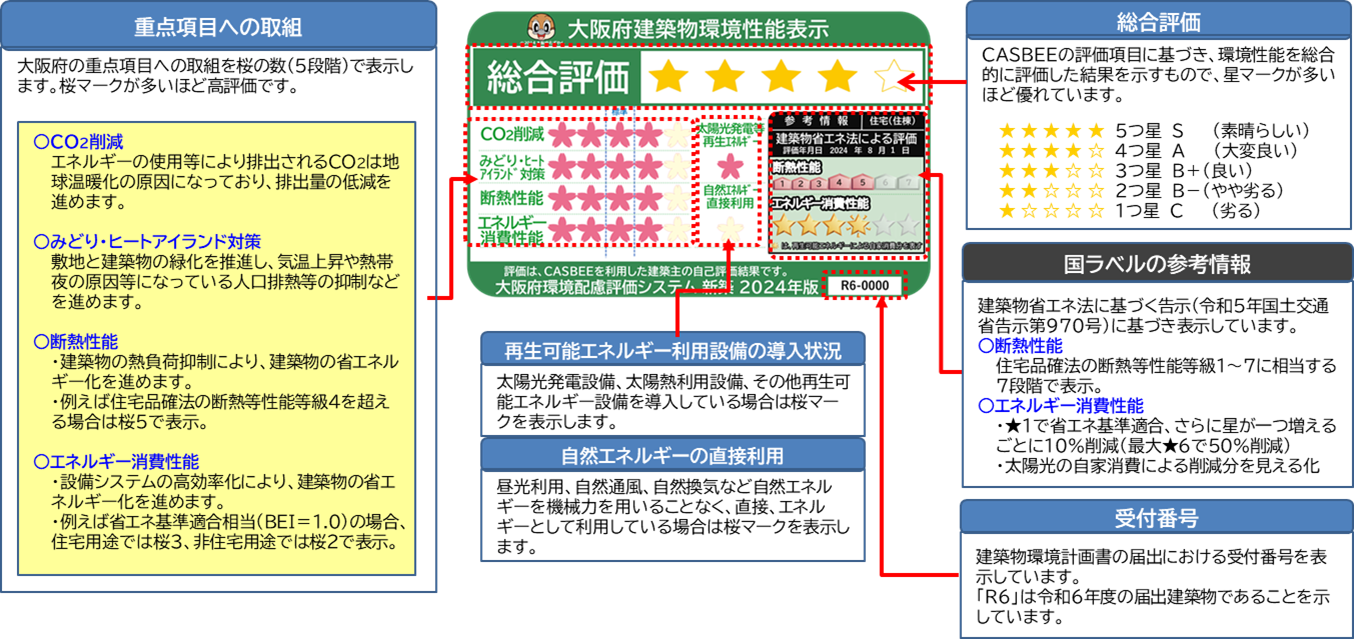 重点項目への取組
大阪府の重点項目への取組を桜の数(5段階)で表示し
ます。桜マークが多いほど高評価です。
○CO2削減
エネルギーの使用等により排出されるCO2は地
球温暖化の原因になっており、排出量の低減を
進めます。
○みどり・ヒートアイランド対策
敷地と建築物の緑化を推進し、気温上昇や熱帯
夜の原因等になっている人口排熱等の抑制などを
を進めます。
○断熱性能
・建築物の熱負荷抑制により、建築物の省エネル
ギー化を進めます。
・例えば住宅品確法の断熱等性能等級4を超え
る場合は桜5で表示。
○エネルギー消費性能
・設備システムの高効率化により、建築物の省エ
ネルギー化を進めます。
・例えば省エネ基準適合相当(BEI=1.0)の場合、
住宅用途では桜3、非住宅用途では桜2で表示。
大阪府建築物環境性能表示
総合評価 ★★★★☆
標準
CO2削減
みどり・ヒート
アイランド対策
断熱性能
エネルギー
消費性能
太陽光発電等
再生エネルギー
自然エネルギー
直接利用
参考情報 住宅(住棟)
建築物省エネ法による評価
評価年月日 2024 年 8 月 1 日
断熱性能
1 2 3 4 5 6 7
エネルギー消費性能
は、再生可能エネルギーによる自家消費分を表す
評価は、CASBEEを利用した建築主の自己評価結果です。
大阪府環境配慮評価システム 新築 2024年版 R6-0000
再生可能エネルギー利用設備の導入状況
太陽光発電設備、太陽熱利用設備、その他再生可
能エネルギー設備を導入している場合は桜マー
クを表示します。
自然エネルギーの直接利用
昼光利用、自然通風、自然換気など自然エネル
ギーを機械力を用いることなく、直接、エネル
ギーとして利用している場合は桜マークを表示し
ます。
総合評価
CASBEEの評価項目に基づき、環境性能を総合
的に評価した結果を示すもので、星マークが多い
ほど優れています。
★★★★★ 5つ星 S (素晴らしい)
★★★★☆ 4つ星 A (大変良い)
★★★☆☆ 3つ星 B+(良い)
★★☆☆☆ 2つ星 B-(やや劣る)
★☆☆☆☆ 1つ星 C (劣る)
国ラベルの参考情報
建築物省エネ法に基づく告示(令和5年国土交通
省告示第970号)に基づき表示しています。
○断熱性能
住宅品確法の断熱等性能等級1~7に相当する
7段階で表示。
○エネルギー消費性能
・★1で省エネ基準適合、さらに星が一つ増える
ごとに10%削減(最大★6で50%削減)
・太陽光の自家消費による削減分を見える化
受付番号
建築物環境計画書の届出における受付番号を表
示しています。
「R6」は令和6年度の届出建築物であることを示
しています。